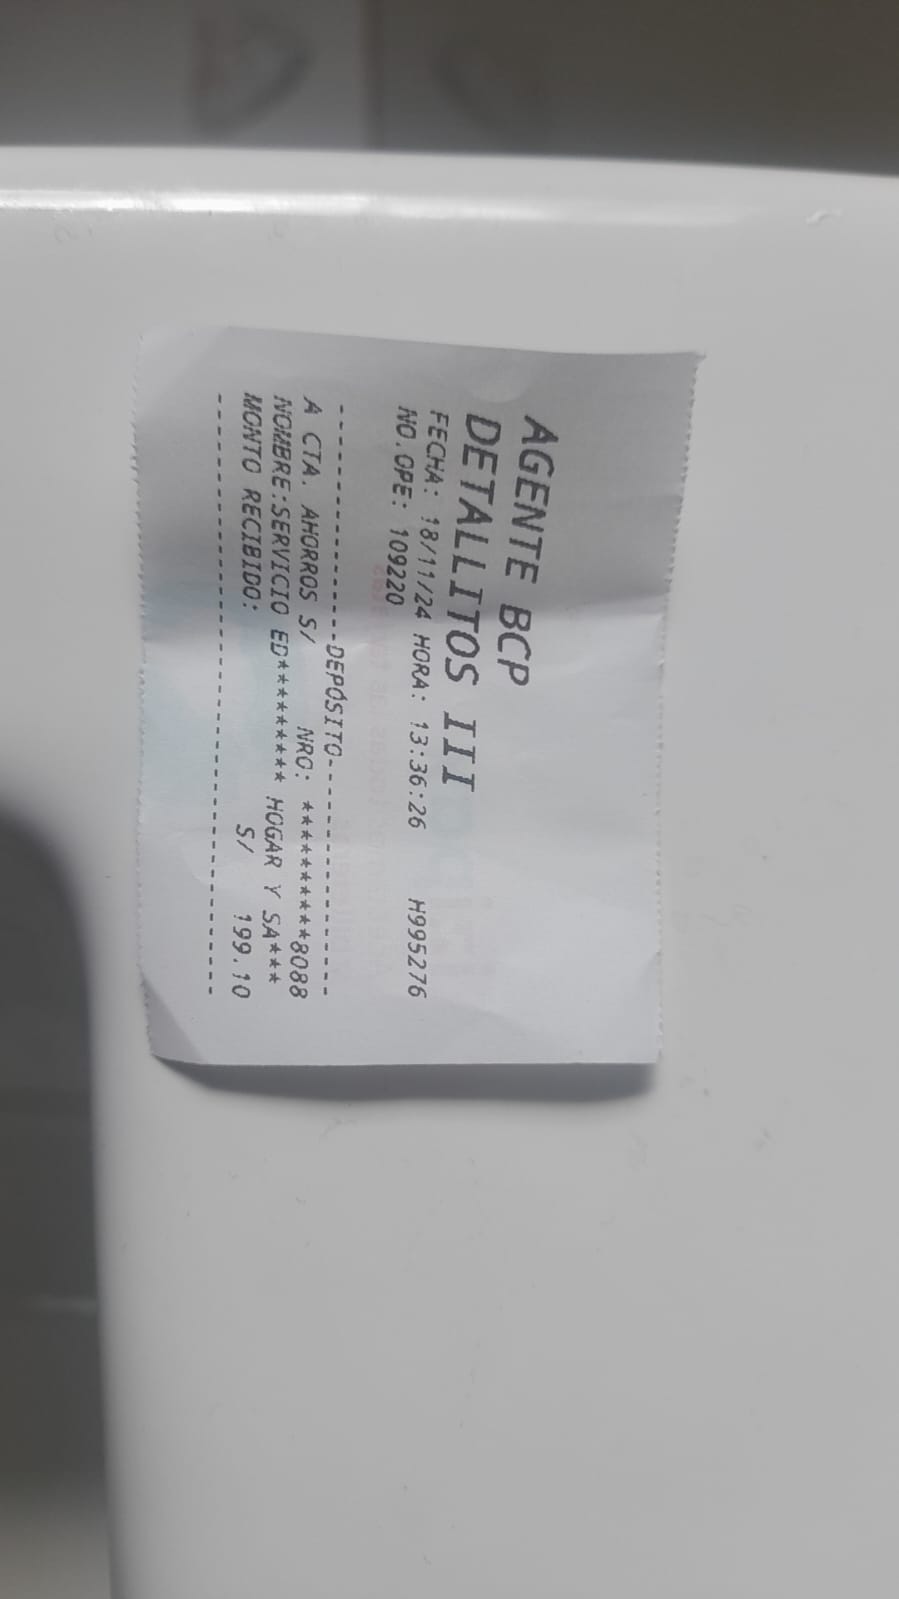 AGENTE BCP
DETALLITOS III
FECHA: 18/11/24 HORA: 13:36:26 H995276
NO.OPE: 109220
--------------DEPÓSITO--------------
A CTA. AHORROS S/ NRO: **********8088
NOMBRE:SERVICIO ED********* HOGAR Y SA***
MONTO RECIBIDO: S/ 199.10